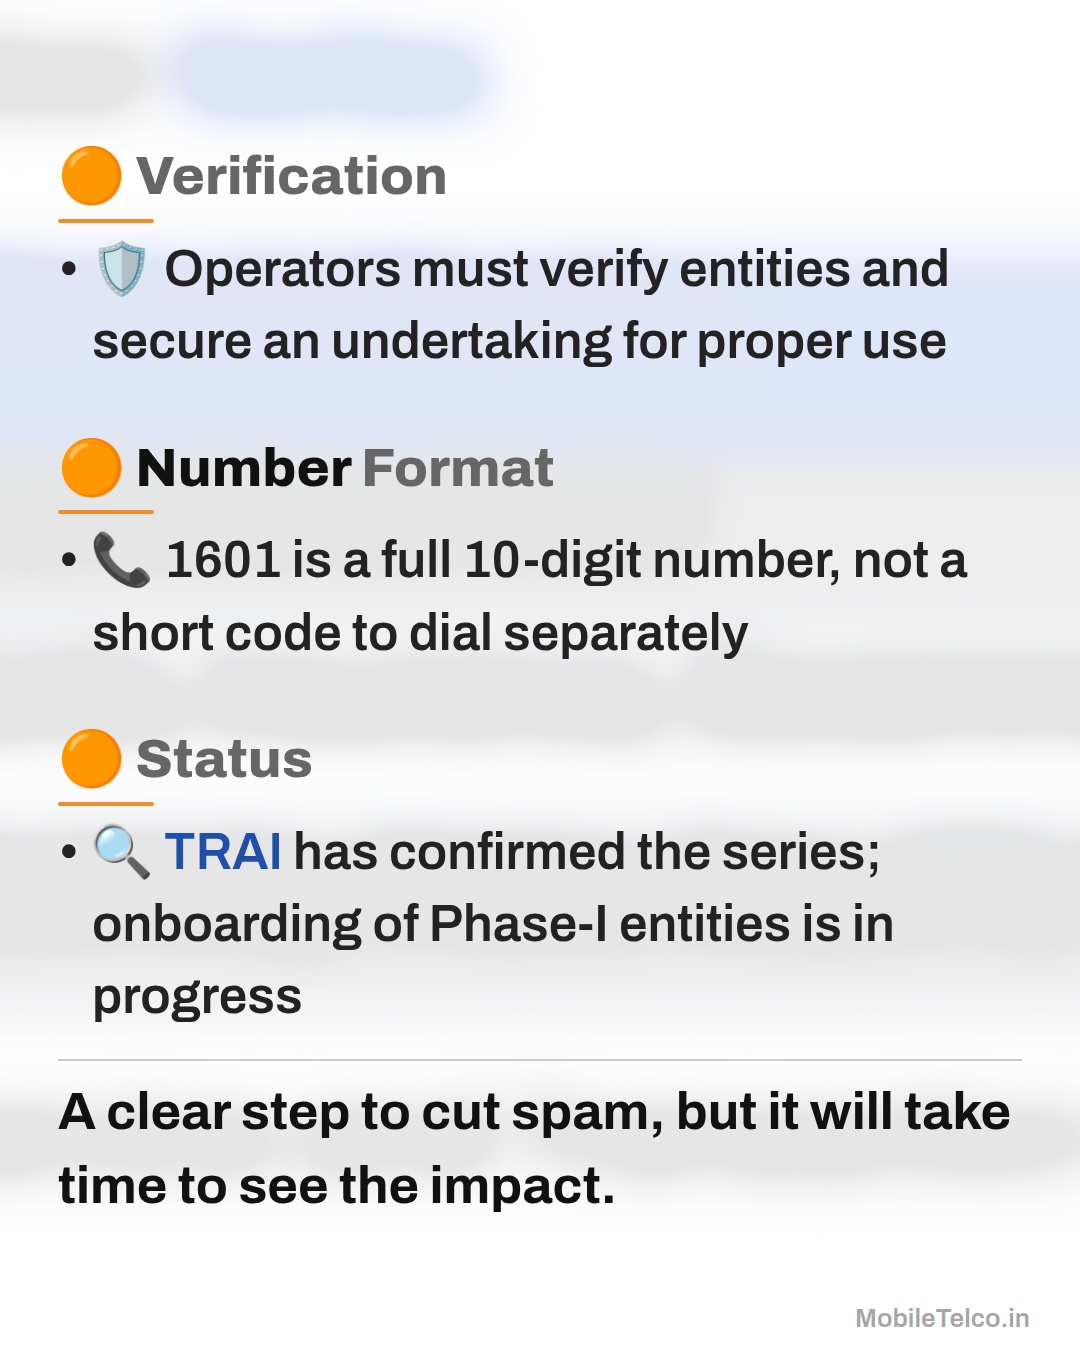 🟠 Verification
• 🛡️ Operators must verify entities and
secure an undertaking for proper use
🟠 Number Format
• 📞 1601 is a full 10-digit number, not a
short code to dial separately
🟠 Status
• 🔍 TRAI has confirmed the series;
onboarding of Phase-I entities is in
progress
A clear step to cut spam, but it will take
time to see the impact.
MobileTelco.in